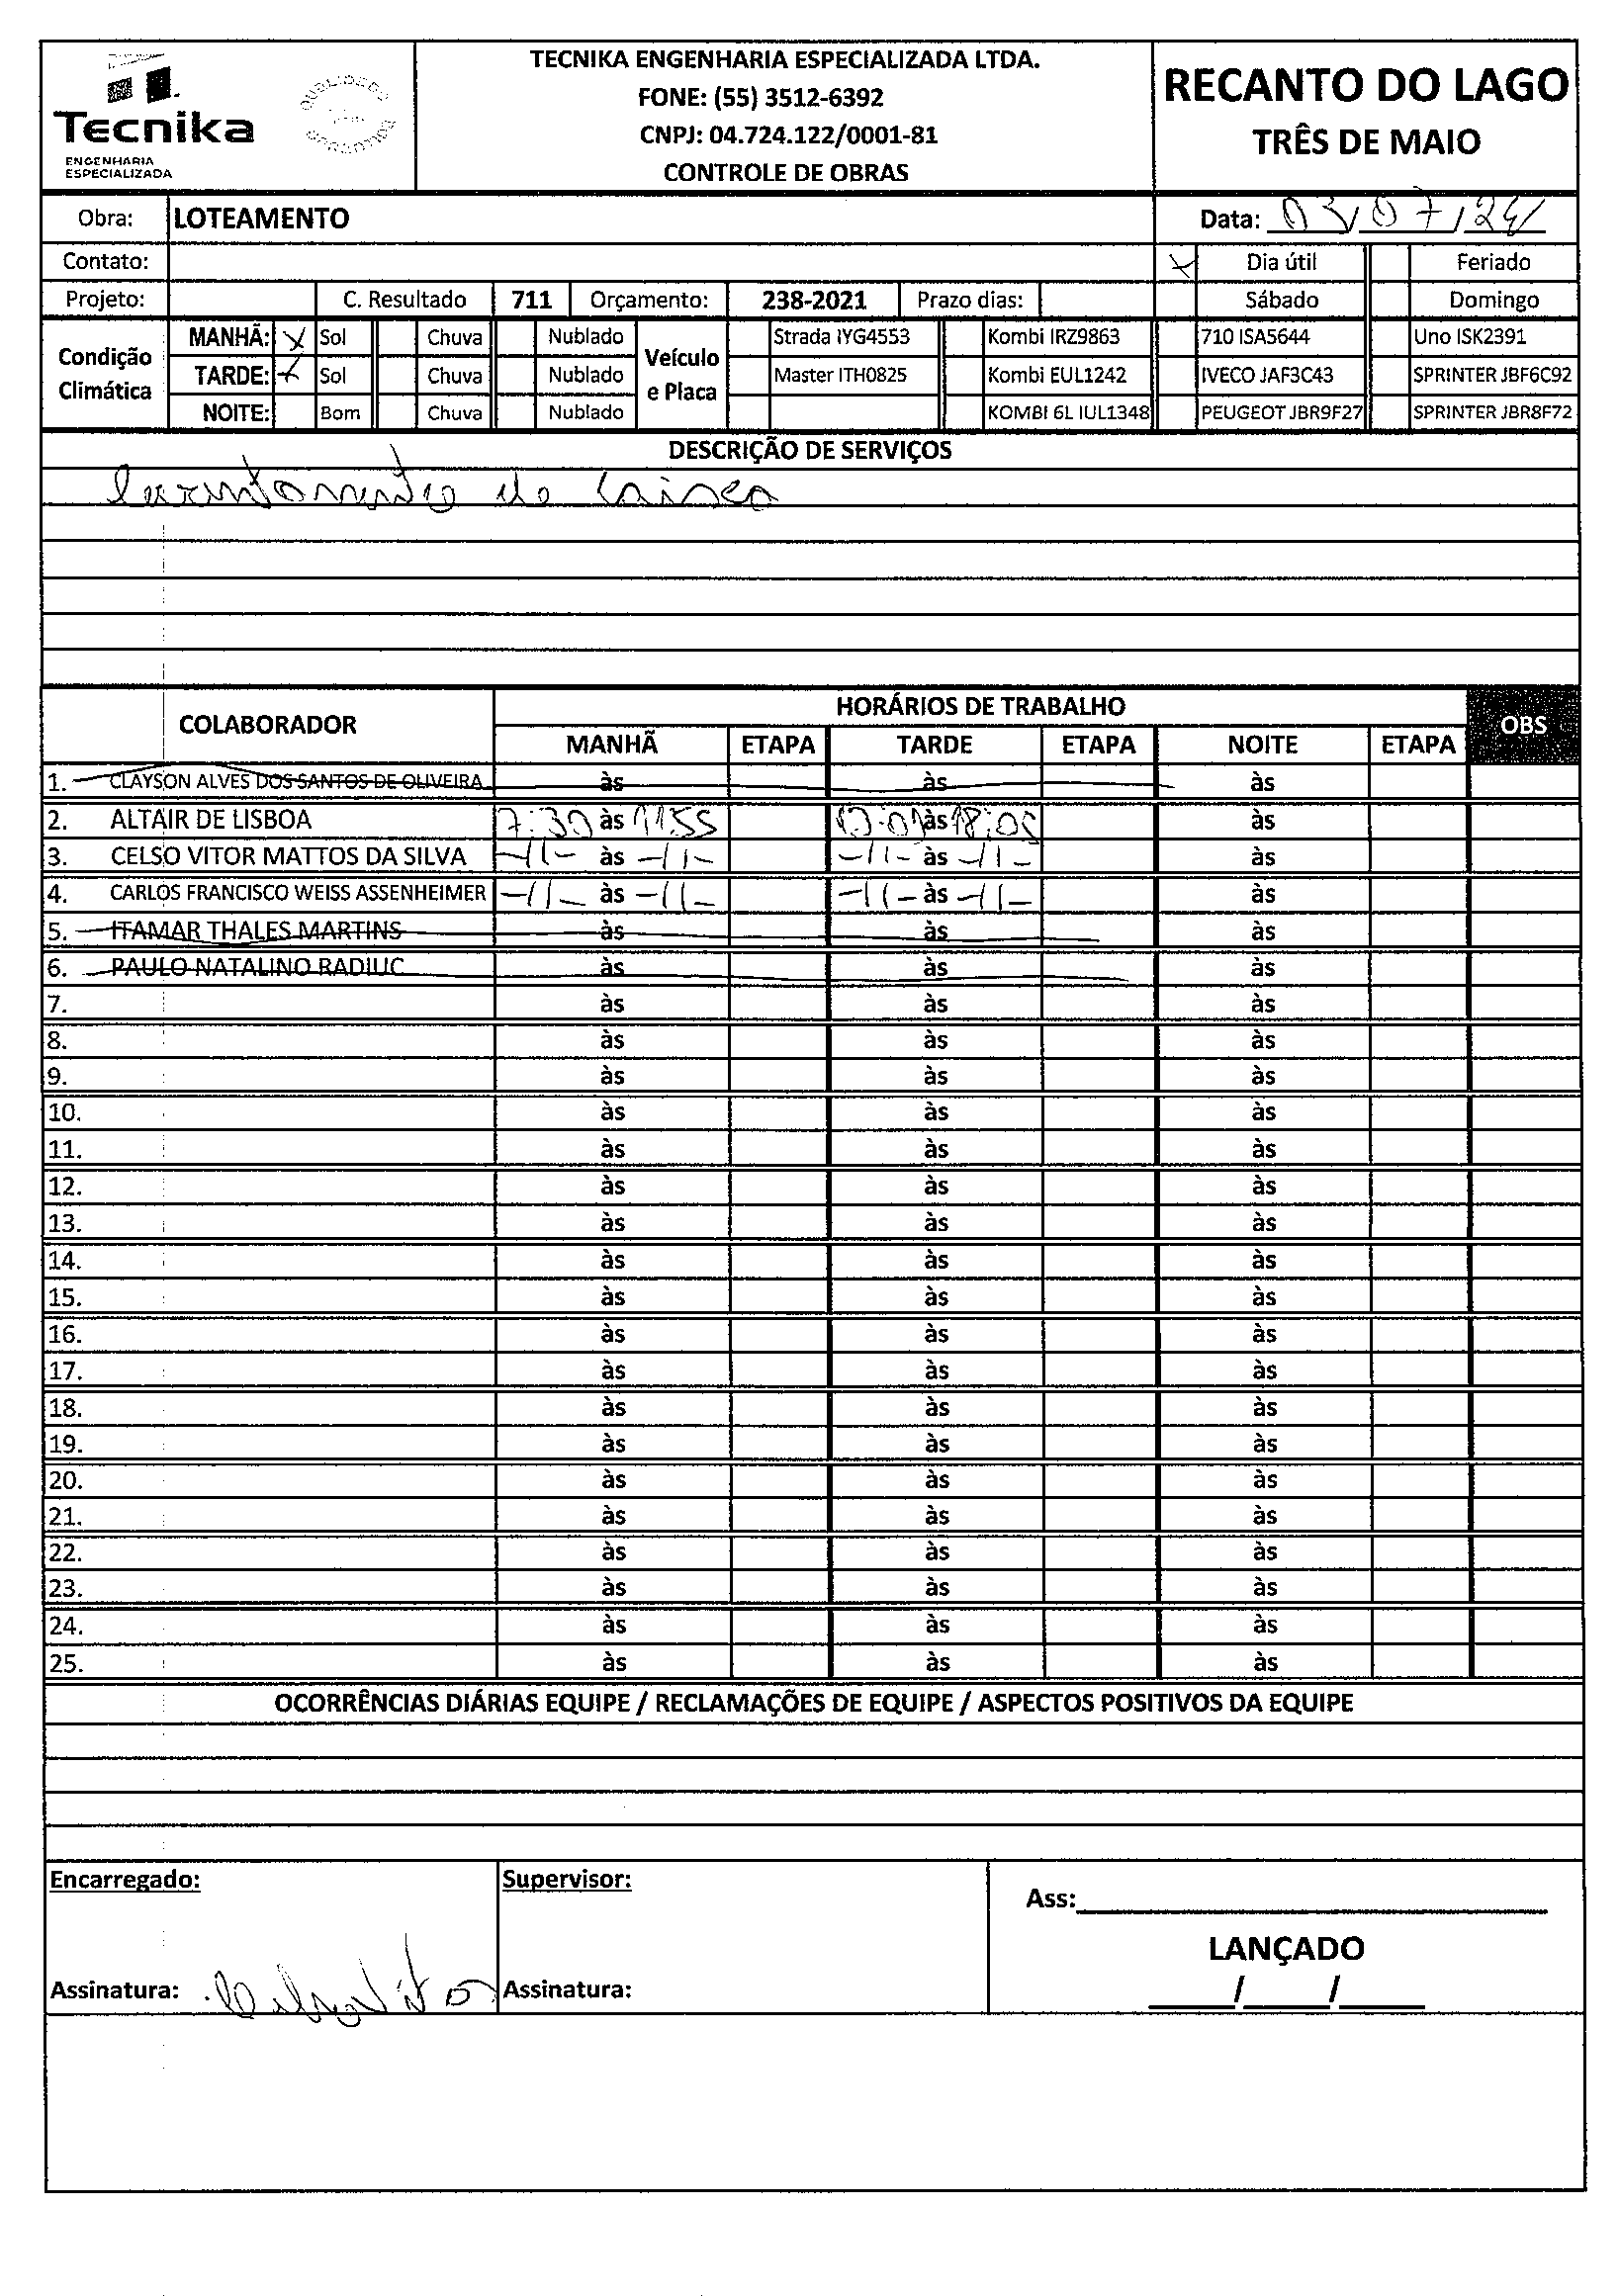 Tecnika
ENGENHARIA
ESPECIALIZADA
TECNIKA ENGENHARIA ESPECIALIZADA LTDA.
FONE: (55) 3512-6392
CNPJ: 04.724.122/0001-81
CONTROLE DE OBRAS
RECANTO DO LAGO
TRÊS DE MAIO
Obra: LOTEAMENTO Data: 03/07/24
Contato: X Dia útil Feriado
Projeto: C. Resultado 711 Orçamento: 238-2021 Prazo dias: Sábado Domingo
Condição Climática
MANHÃ: X Sol Chuva Nublado
TARDE: X Sol Chuva Nublado
NOITE: Bom Chuva Nublado
Veículo e Placa
Strada IYG4553 Kombi IRZ9863 710 ISA5644 Uno ISK2391
Master ITH0825 Kombi EUL1242 IVECO JAF3C43 SPRINTER JBF6C92
KOMBI 6L IUL1348 PEUGEOT JBR9F27 SPRINTER JBR8F72
DESCRIÇÃO DE SERVIÇOS
de
COLABORADOR HORÁRIOS DE TRABALHO OBS
MANHÃ ETAPA TARDE ETAPA NOITE ETAPA
1. CLAYSON ALVES DOS SANTOS DE OLIVEIRA às às às
2. ALTAIR DE LISBOA 7:30 às 11:55 às 18:05 às
3. CELSO VITOR MATTOS DA SILVA -11- às -11- -11- às -11- às
4. CARLOS FRANCISCO WEISS ASSENHEIMER -11- às -11- -11- às -11- às
5. ITAMAR THALES MARTINS às às às
6. PAULO NATALINO RADIUC às às às
7. às às às
8. às às às
9. às às às
10. às às às
11. às às às
12. às às às
13. às às às
14. às às às
15. às às às
16. às às às
17. às às às
18. às às às
19. às às às
20. às às às
21. às às às
22. às às às
23. às às às
24. às às às
25. às às às
OCORRÊNCIAS DIÁRIAS EQUIPE / RECLAMAÇÕES DE EQUIPE / ASPECTOS POSITIVOS DA EQUIPE
Encarregado: Supervisor: Ass:
LANÇADO
Assinatura: Celso Vitor Assinatura: / /